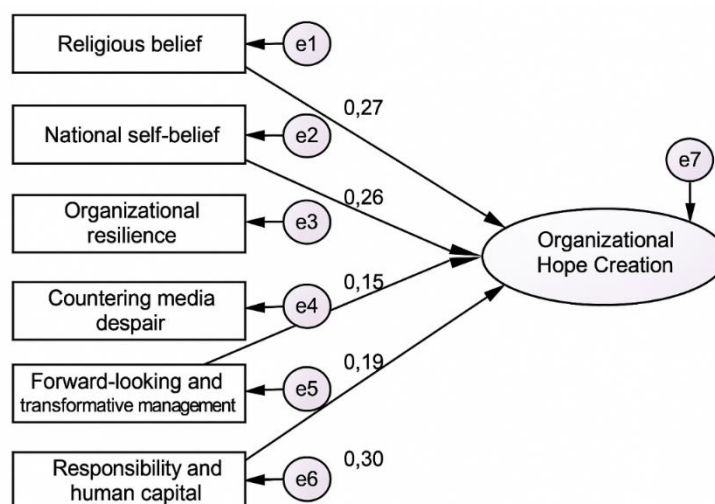 Religious belief
e1
0,27
National self-belief
e2
0,26
e7
Organizational
resilience
e3
Organizational
Hope Creation
Countering media
despair
e4
0,15
Forward-looking and
transformative management
e5
0,19
Responsibility and
human capital
e6
0,30